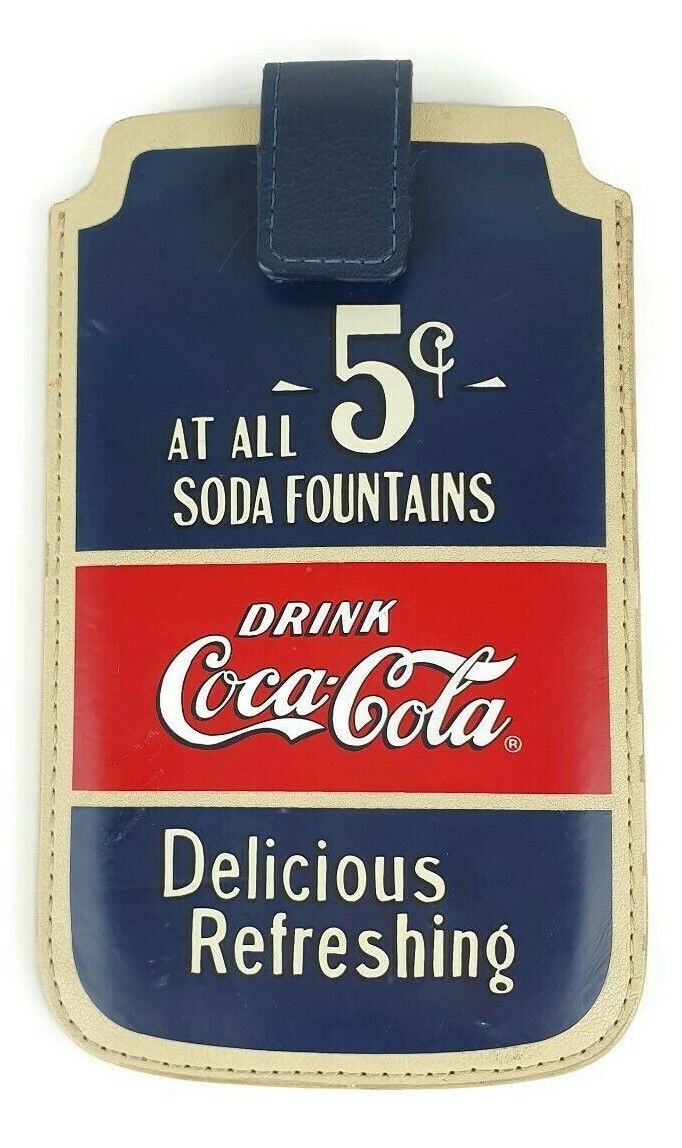 5¢
AT ALL
SODA FOUNTAINS
DRINK
Coca-Cola®
Delicious
Refreshing